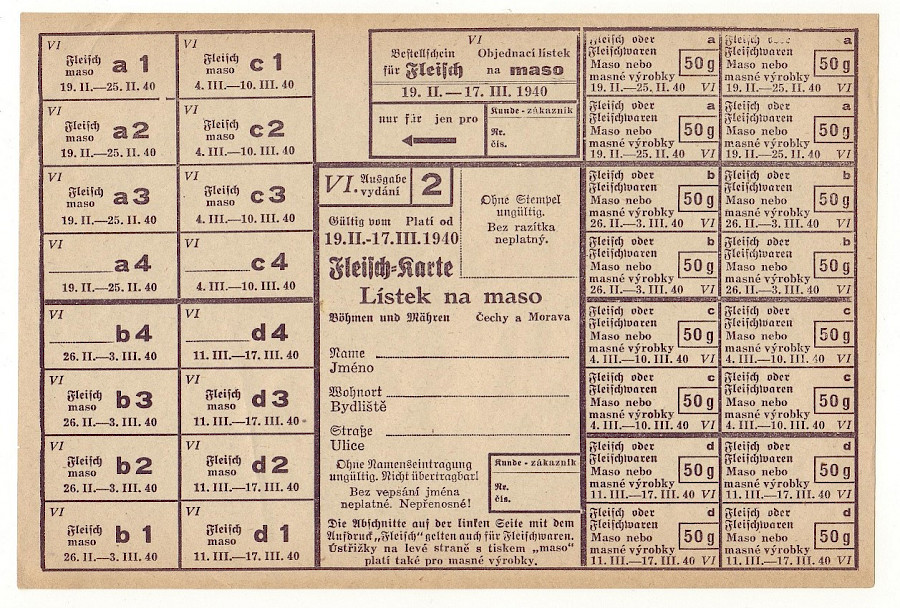 VI
Fleisch
maso a 1
19. II.—25. II. 40
VI
Fleisch
maso c 1
4. III.—10. III. 40
VI
Fleisch
maso a 2
19. II.—25. II. 40
VI
Fleisch
maso c 2
4. III.—10. III. 40
VI
Fleisch
maso a 3
19. II.—25. II. 40
VI
Fleisch
maso c 3
4. III.—10. III. 40
VI
a 4
19. II.—25. II. 40
VI
c 4
4. III.—10. III. 40
VI
b 4
26. II.—3. III. 40
VI
d 4
11. III.—17. III. 40
VI
Fleisch
maso b 3
26. II.—3. III. 40
VI
Fleisch
maso d 3
11. III.—17. III. 40
VI
Fleisch
maso b 2
26. II.—3. III. 40
VI
Fleisch
maso d 2
11. III.—17. III. 40
VI
Fleisch
maso b 1
26. II.—3. III. 40
VI
Fleisch
maso d 1
11. III.—17. III. 40
VI
Bestellschein Objednací lístek
für Fleisch na maso
19. II. — 17. III. 1940
nur für jen pro
Kunde - zákazník
Nr.
čís.
VI. Ausgabe
vydání 2
Gültig vom Platí od
19.II.-17.III.1940
Ohne Stempel
ungültig.
Bez razítka
neplatný.
Fleisch-Karte
Lístek na maso
Böhmen und Mähren Čechy a Morava
Name
Jméno
Wohnort
Bydliště
Straße
Ulice
Ohne Namenseintragung
ungültig. Nicht übertragbar!
Bez vepsání jména
neplatné. Nepřenosné!
Kunde - zákazník
Nr.
čís.
Die Abschnitte auf der linken Seite mit dem
Aufdruck „Fleisch“ gelten auch für Fleischwaren.
Ústřižky na levé straně s tiskem „maso“
platí také pro masné výrobky.
Fleisch oder a
Fleischwaren
Maso nebo 50 g
masné výrobky
19. II.—25. II. 40 VI
Fleisch oder a
Fleischwaren
Maso nebo 50 g
masné výrobky
19. II.—25. II. 40 VI
Fleisch oder a
Fleischwaren
Maso nebo 50 g
masné výrobky
19. II.—25. II. 40 VI
Fleisch oder a
Fleischwaren
Maso nebo 50 g
masné výrobky
19. II.—25. II. 40 VI
Fleisch oder b
Fleischwaren
Maso nebo 50 g
masné výrobky
26. II.—3. III. 40 VI
Fleisch oder b
Fleischwaren
Maso nebo 50 g
masné výrobky
26. II.—3. III. 40 VI
Fleisch oder b
Fleischwaren
Maso nebo 50 g
masné výrobky
26. II.—3. III. 40 VI
Fleisch oder b
Fleischwaren
Maso nebo 50 g
masné výrobky
26. II.—3. III. 40 VI
Fleisch oder c
Fleischwaren
Maso nebo 50 g
masné výrobky
4. III.—10. III. 40 VI
Fleisch oder c
Fleischwaren
Maso nebo 50 g
masné výrobky
4. III.—10. III. 40 VI
Fleisch oder c
Fleischwaren
Maso nebo 50 g
masné výrobky
4. III.—10. III. 40 VI
Fleisch oder c
Fleischwaren
Maso nebo 50 g
masné výrobky
4. III.—10. III. 40 VI
Fleisch oder d
Fleischwaren
Maso nebo 50 g
masné výrobky
11. III.—17. III. 40 VI
Fleisch oder d
Fleischwaren
Maso nebo 50 g
masné výrobky
11. III.—17. III. 40 VI
Fleisch oder d
Fleischwaren
Maso nebo 50 g
masné výrobky
11. III.—17. III. 40 VI
Fleisch oder d
Fleischwaren
Maso nebo 50 g
masné výrobky
11. III.—17. III. 40 VI